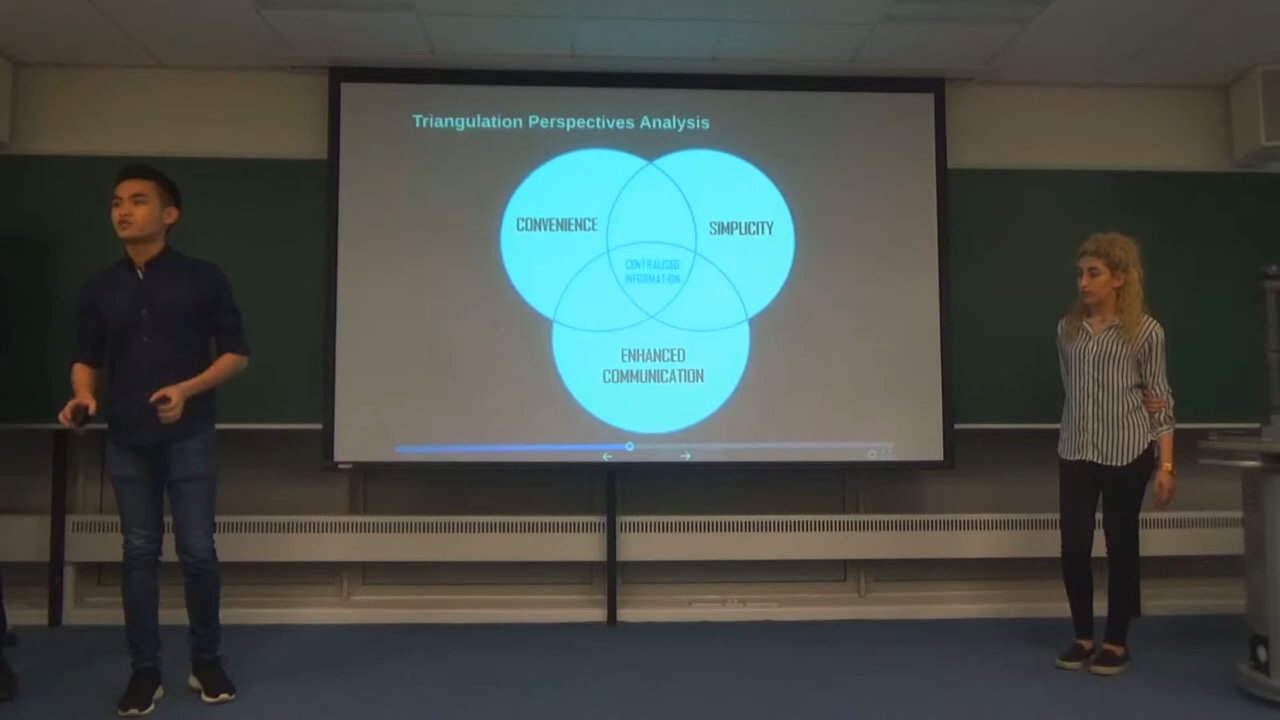 Triangulation Perspectives Analysis
CONVENIENCE
SIMPLICITY
CENTRALISED
INFORMATION
ENHANCED
COMMUNICATION